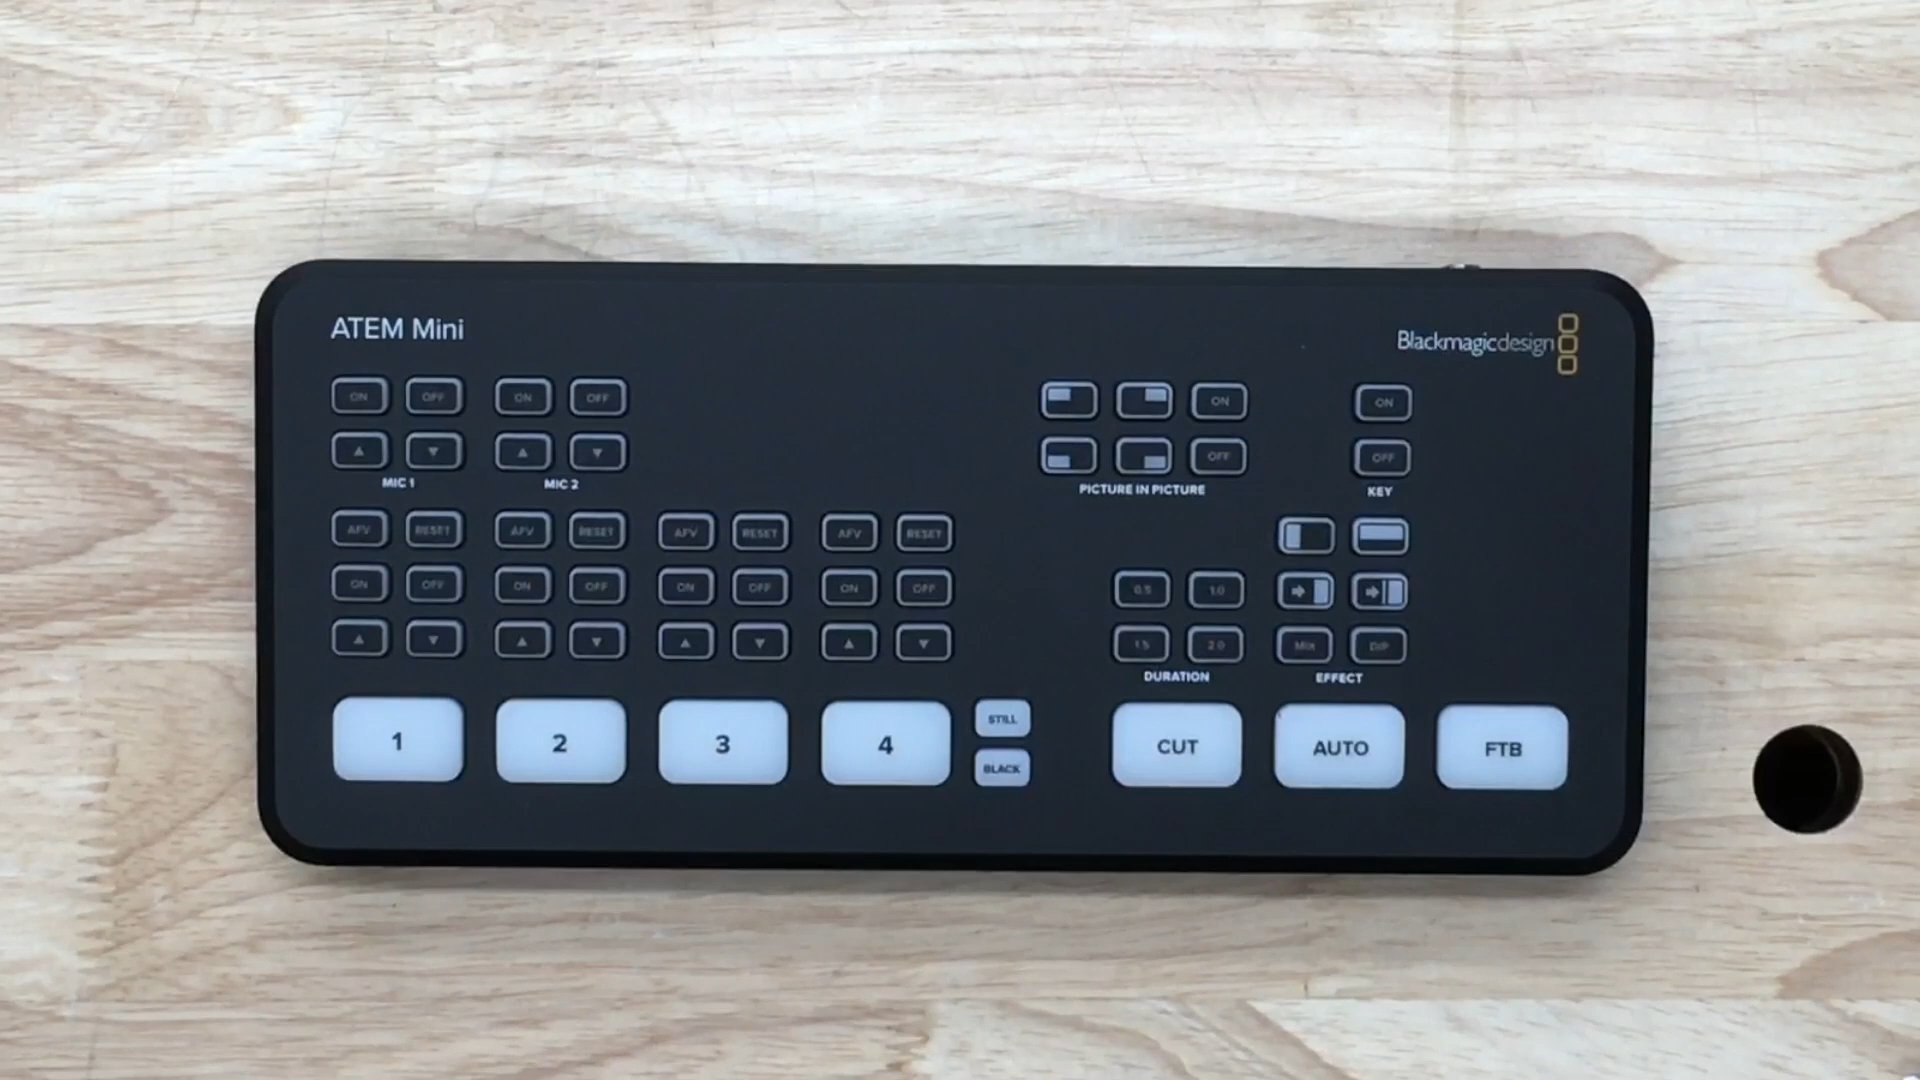 ATEM Mini
Blackmagicdesign
ON OFF ON OFF ON ON
MIC 1 MIC 2 OFF OFF
PICTURE IN PICTURE KEY
AFV RESET AFV RESET AFV RESET AFV RESET
ON OFF ON OFF ON OFF ON OFF 0.5 1.0
1.5 2.0 MIX DIP
DURATION EFFECT
1 2 3 4 STILL CUT AUTO FTB
BLACK